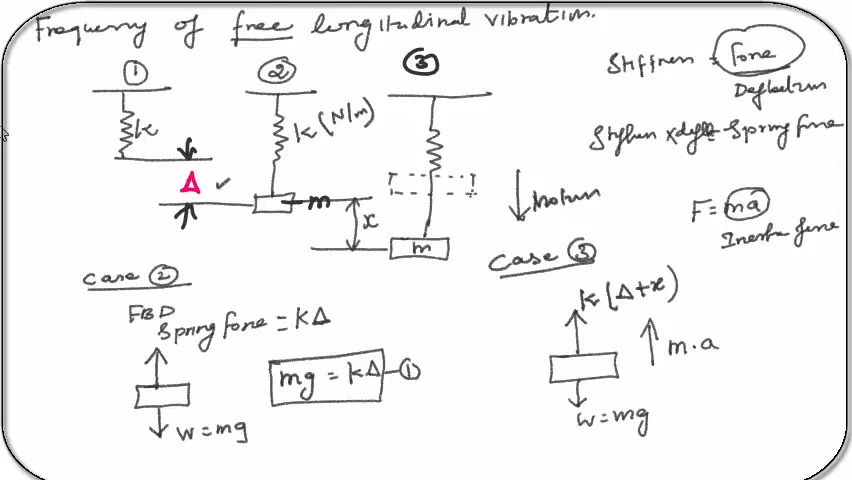 Frequency of free longitudinal vibration.
① ② ③
k
k (N/m)
Δ ✓
m
x
m
Motion
Stiffness = Force
Deflection
Stiffness x defln = Spring force
F = ma
Inertia force
Case ②
FBD
Spring force = kΔ
mg = kΔ - ①
W = mg
Case ③
k (Δ+x)
m.a
W = mg